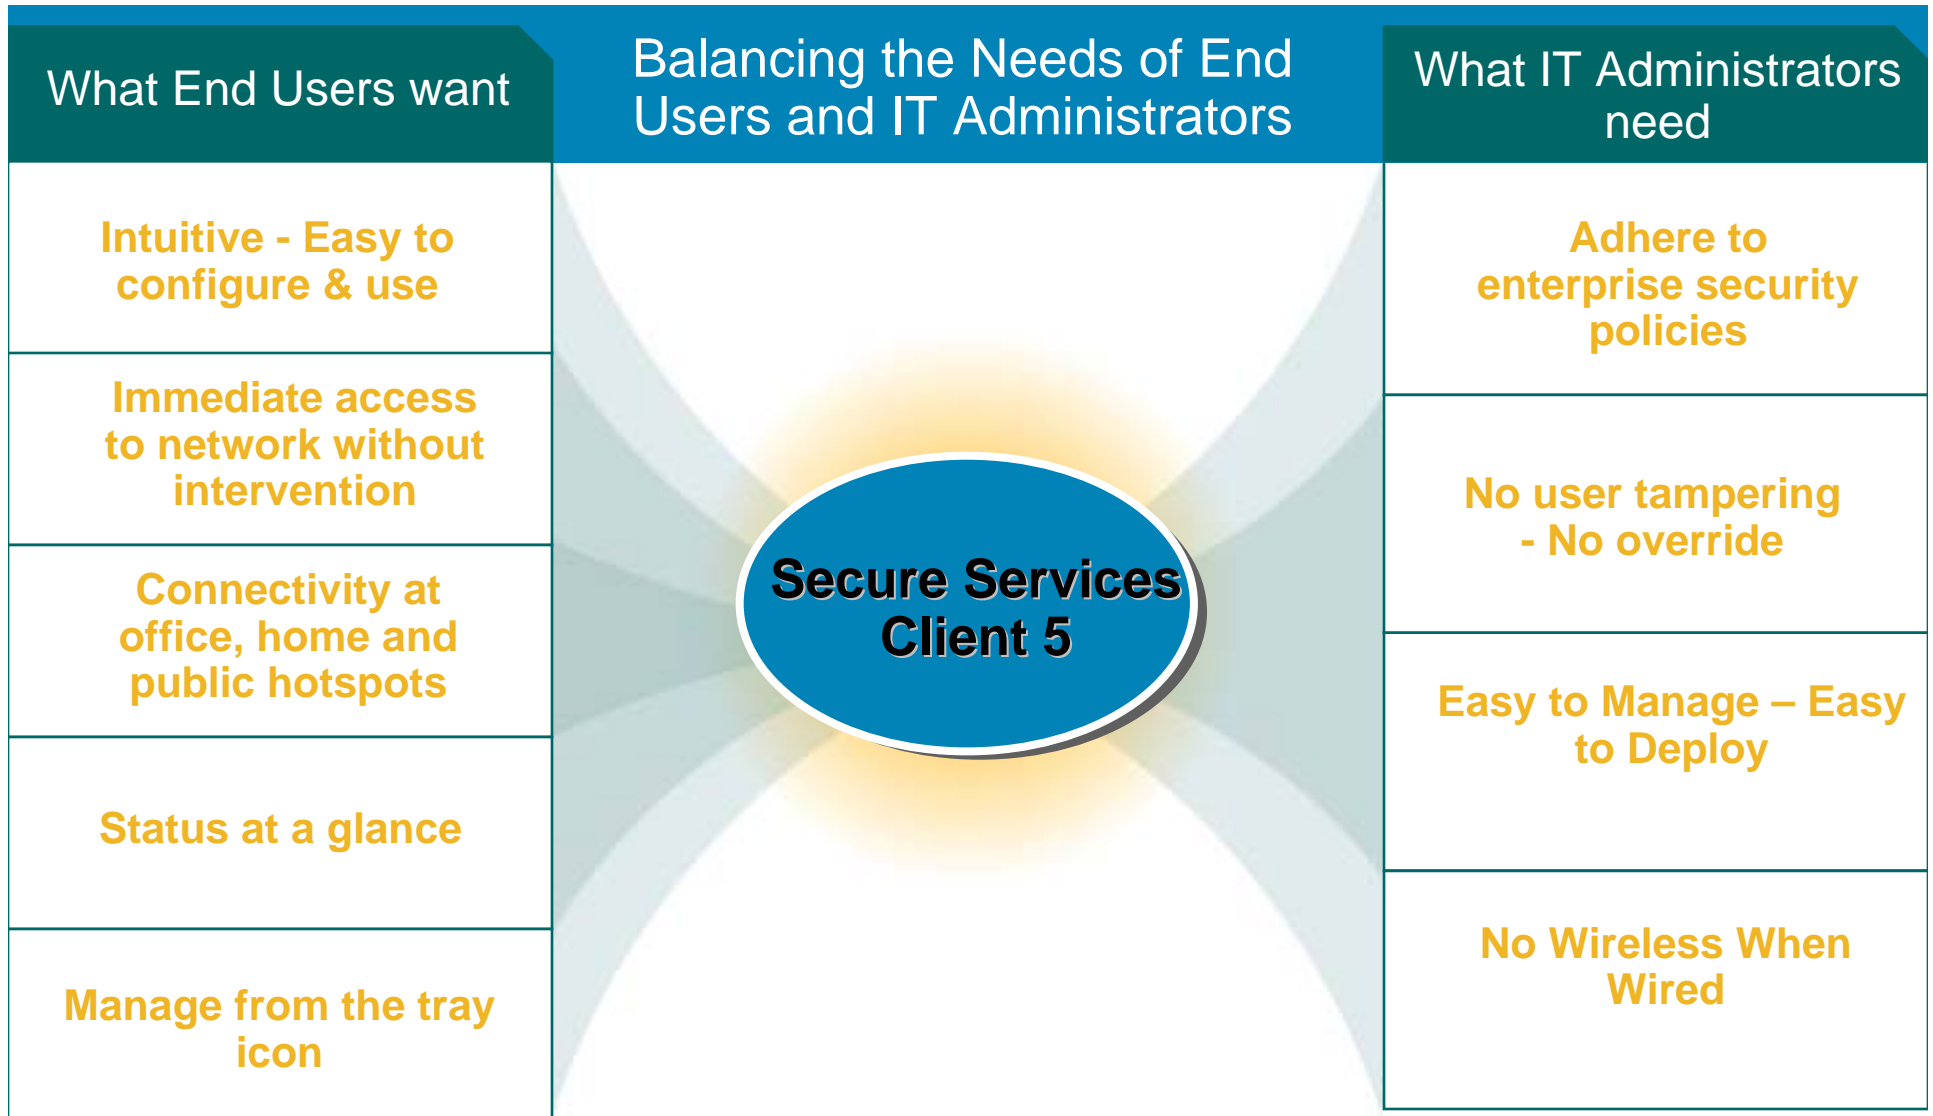 What End Users want
Balancing the Needs of End
Users and IT Administrators
What IT Administrators
need
Intuitive - Easy to
configure & use
Immediate access
to network without
intervention
Connectivity at
office, home and
public hotspots
Status at a glance
Manage from the tray
icon
Secure Services
Client 5
Adhere to
enterprise security
policies
No user tampering
- No override
Easy to Manage – Easy
to Deploy
No Wireless When
Wired